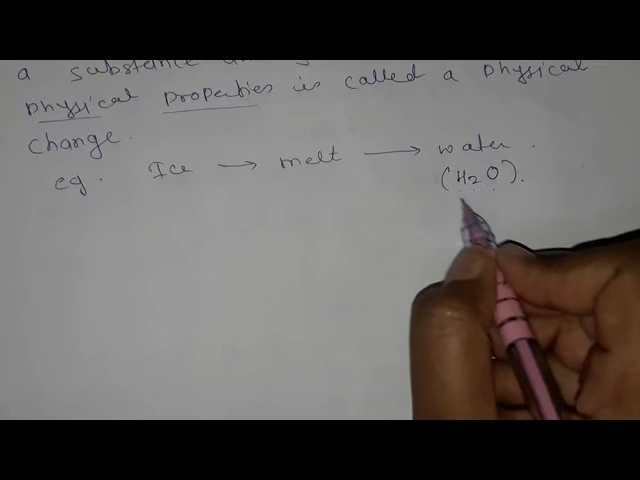 a substance
physical properties is called a physical
change.
eg. Ice → melt → water.
(H2O).